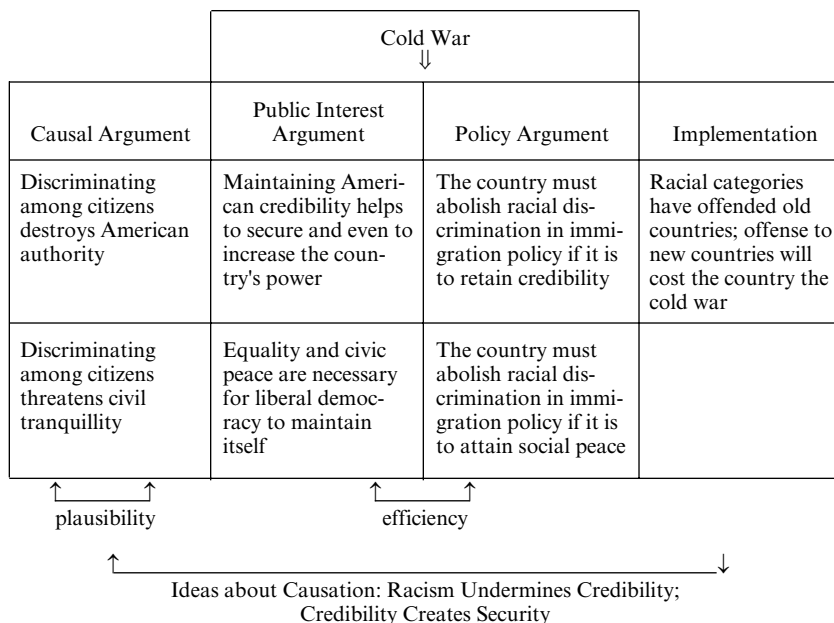 Cold War
⇓
Causal Argument
Public Interest
Argument
Policy Argument
Implementation
Discriminating
among citizens
destroys American
authority
Maintaining Ameri-
can credibility helps
to secure and even to
increase the coun-
try's power
The country must
abolish racial dis-
crimination in immi-
gration policy if it is
to retain credibility
Racial categories
have offended old
countries; offense to
new countries will
cost the country the
cold war
Discriminating
among citizens
threatens civil
tranquillity
Equality and civic
peace are necessary
for liberal democ-
racy to maintain
itself
The country must
abolish racial dis-
crimination in immi-
gration policy if it is
to attain social peace
plausibility
efficiency
Ideas about Causation: Racism Undermines Credibility;
Credibility Creates Security